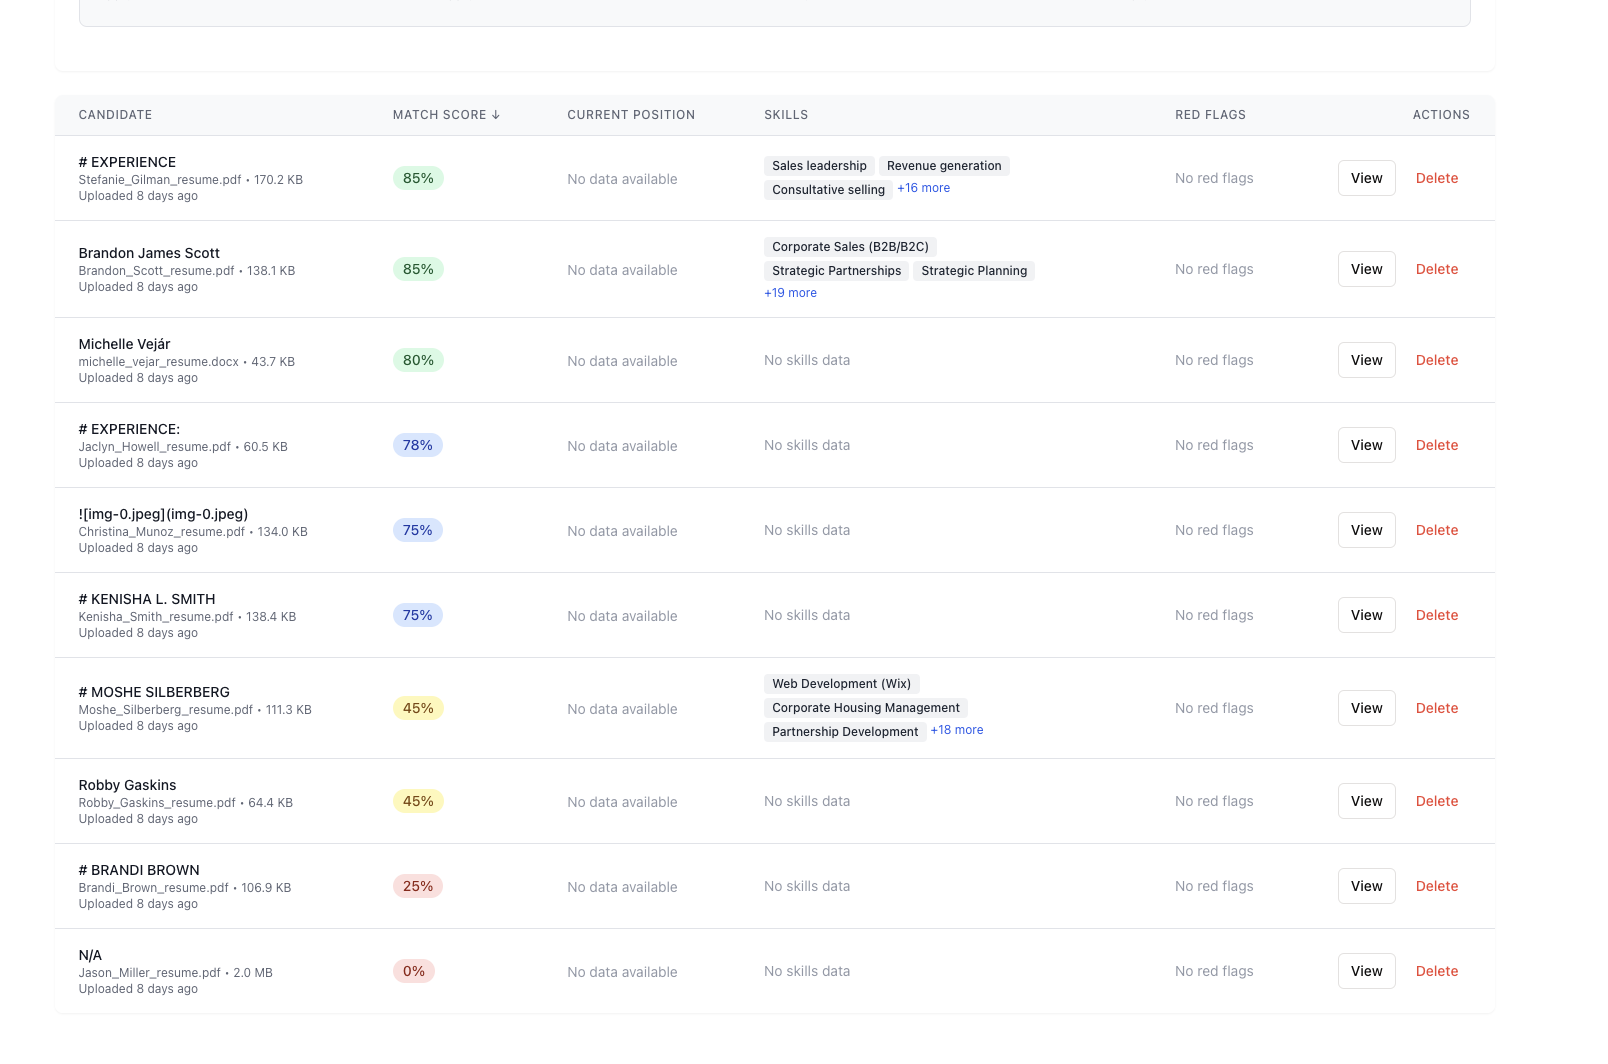 CANDIDATE MATCH SCORE ↓ CURRENT POSITION SKILLS RED FLAGS ACTIONS
# EXPERIENCE
Stefanie_Gilman_resume.pdf • 170.2 KB
Uploaded 8 days ago
85%
No data available
Sales leadership Revenue generation
Consultative selling +16 more
No red flags
View Delete
Brandon James Scott
Brandon_Scott_resume.pdf • 138.1 KB
Uploaded 8 days ago
85%
No data available
Corporate Sales (B2B/B2C)
Strategic Partnerships Strategic Planning
+19 more
No red flags
View Delete
Michelle Vejár
michelle_vejar_resume.docx • 43.7 KB
Uploaded 8 days ago
80%
No data available
No skills data
No red flags
View Delete
# EXPERIENCE:
Jaclyn_Howell_resume.pdf • 60.5 KB
Uploaded 8 days ago
78%
No data available
No skills data
No red flags
View Delete
![img-0.jpeg](img-0.jpeg)
Christina_Munoz_resume.pdf • 134.0 KB
Uploaded 8 days ago
75%
No data available
No skills data
No red flags
View Delete
# KENISHA L. SMITH
Kenisha_Smith_resume.pdf • 138.4 KB
Uploaded 8 days ago
75%
No data available
No skills data
No red flags
View Delete
# MOSHE SILBERBERG
Moshe_Silberberg_resume.pdf • 111.3 KB
Uploaded 8 days ago
45%
No data available
Web Development (Wix)
Corporate Housing Management
Partnership Development +18 more
No red flags
View Delete
Robby Gaskins
Robby_Gaskins_resume.pdf • 64.4 KB
Uploaded 8 days ago
45%
No data available
No skills data
No red flags
View Delete
# BRANDI BROWN
Brandi_Brown_resume.pdf • 106.9 KB
Uploaded 8 days ago
25%
No data available
No skills data
No red flags
View Delete
N/A
Jason_Miller_resume.pdf • 2.0 MB
Uploaded 8 days ago
0%
No data available
No skills data
No red flags
View Delete